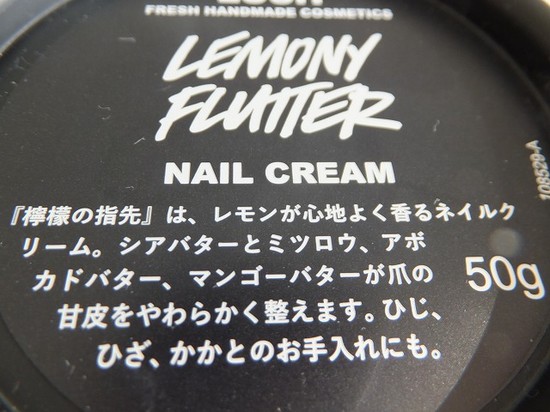 FRESH HANDMADE COSMETICS
LEMONY
FLUTTER
NAIL CREAM
『檸檬の指先』は、レモンが心地よく香るネイルク
リーム。シアバターとミツロウ、アボ
カドバター、マンゴーバターが爪の
甘皮をやわらかく整えます。ひじ、
ひざ、かかとのお手入れにも。
50g
108529-A